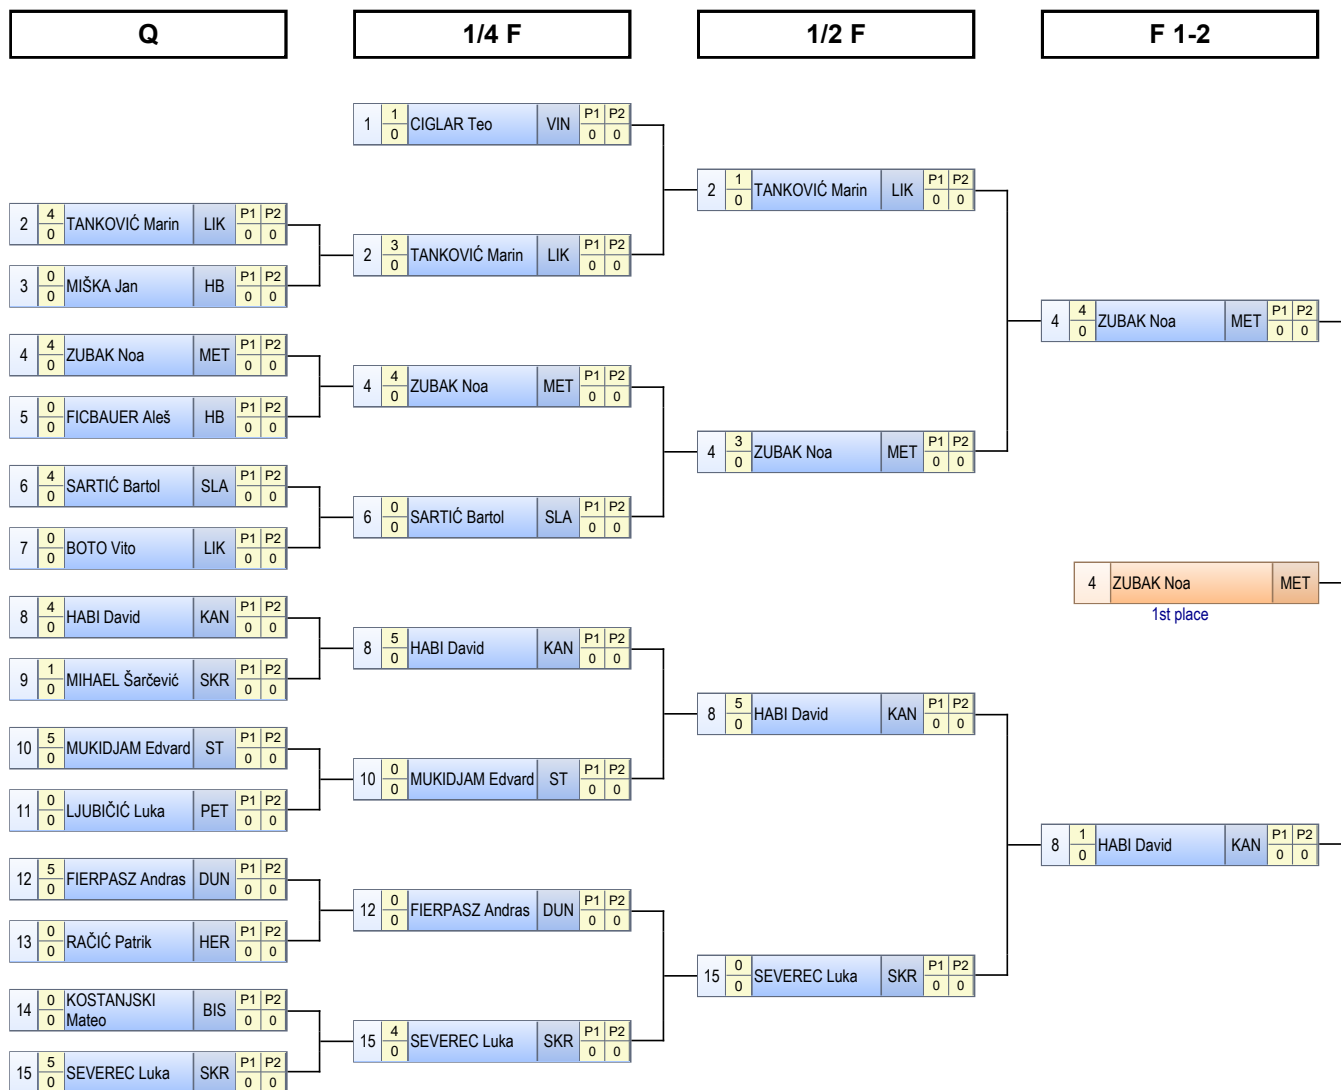 Q 1/4 F 1/2 F F 1-2
1 1 0 CIGLAR Teo VIN P1 P2 0 0
2 1 0 TANKOVIĆ Marin LIK P1 P2 0 0
2 4 0 TANKOVIĆ Marin LIK P1 P2 0 0
2 3 0 TANKOVIĆ Marin LIK P1 P2 0 0
3 0 0 MIŠKA Jan HB P1 P2 0 0
4 4 0 ZUBAK Noa MET P1 P2 0 0
4 4 0 ZUBAK Noa MET P1 P2 0 0
4 4 0 ZUBAK Noa MET P1 P2 0 0
5 0 0 FICBAUER Aleš HB P1 P2 0 0
4 3 0 ZUBAK Noa MET P1 P2 0 0
6 4 0 SARTIĆ Bartol SLA P1 P2 0 0
6 0 0 SARTIĆ Bartol SLA P1 P2 0 0
7 0 0 BOTO Vito LIK P1 P2 0 0
4 ZUBAK Noa MET
1st place
8 4 0 HABI David KAN P1 P2 0 0
8 5 0 HABI David KAN P1 P2 0 0
9 1 0 MIHAEL Šarčević SKR P1 P2 0 0
8 5 0 HABI David KAN P1 P2 0 0
10 5 0 MUKIDJAM Edvard ST P1 P2 0 0
10 0 0 MUKIDJAM Edvard ST P1 P2 0 0
11 0 0 LJUBIČIĆ Luka PET P1 P2 0 0
8 1 0 HABI David KAN P1 P2 0 0
12 5 0 FIERPASZ Andras DUN P1 P2 0 0
12 0 0 FIERPASZ Andras DUN P1 P2 0 0
13 0 0 RAČIĆ Patrik HER P1 P2 0 0
15 0 0 SEVEREC Luka SKR P1 P2 0 0
14 0 0 KOSTANJSKI
Mateo BIS P1 P2 0 0
15 4 0 SEVEREC Luka SKR P1 P2 0 0
15 5 0 SEVEREC Luka SKR P1 P2 0 0